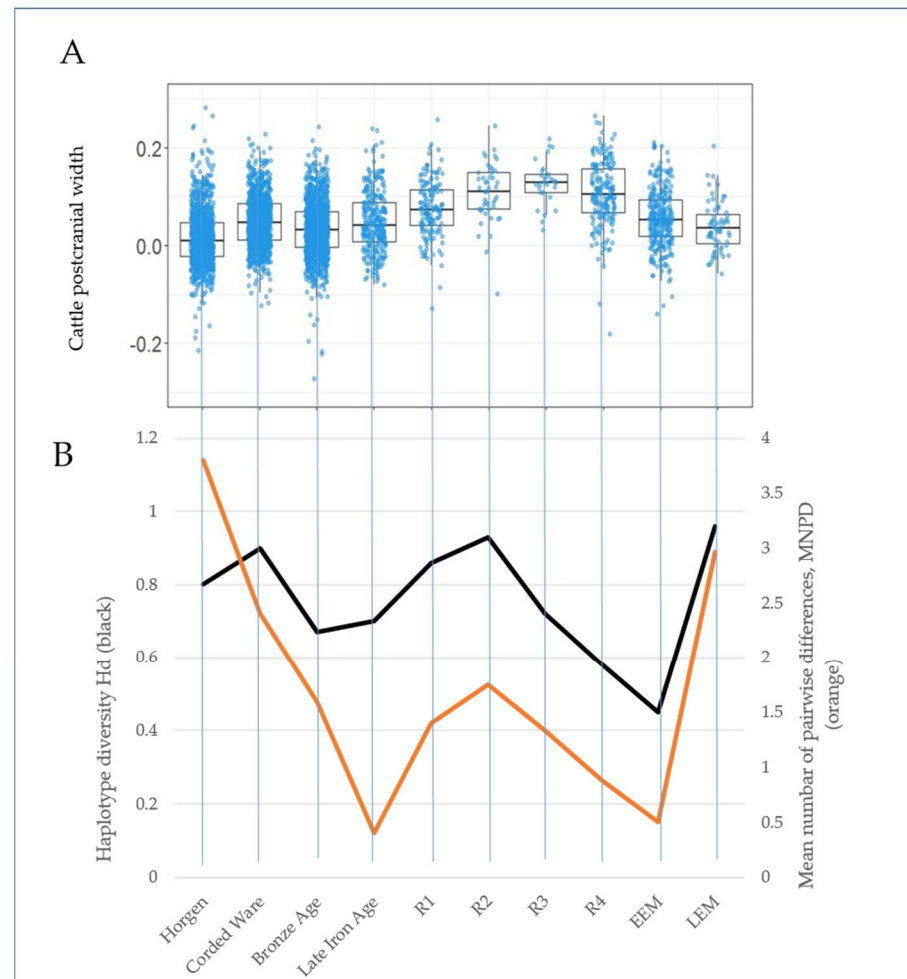 A
Cattle postcranial width
0.2
0.0
-0.2
B
Haplotype diversity Hd (black)
1.2
1
0.8
0.6
0.4
0.2
0
4
3.5
3
2.5
2
1.5
1
0.5
0
Mean numbar of pairwise differences, MNPD
(orange)
Horgen
Corded Ware
Bronze Age
Late Iron Age
R1
R2
R3
R4
EEM
LEM